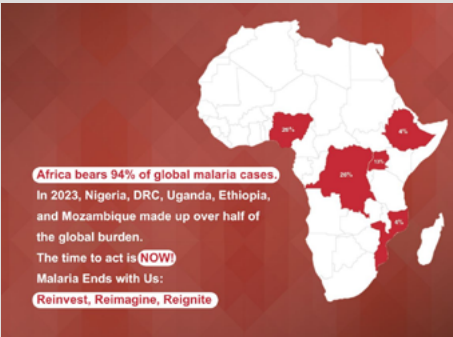 Africa bears 94% of global malaria cases.
In 2023, Nigeria, DRC, Uganda, Ethiopia,
and Mozambique made up over half of
the global burden.
The time to act is NOW!
Malaria Ends with Us:
Reinvest, Reimagine, Reignite
26%
4%